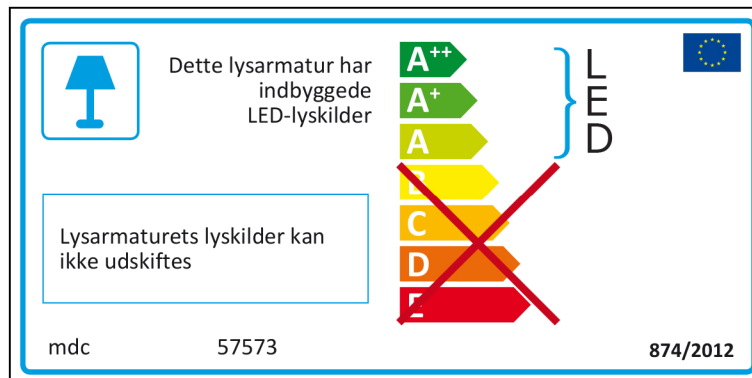 Dette lysarmatur har
indbyggede
LED-lyskilder
A++
A+
A
B
C
D
E
L
E
D
Lysarmaturets lyskilder kan
ikke udskiftes
mdc 57573
874/2012